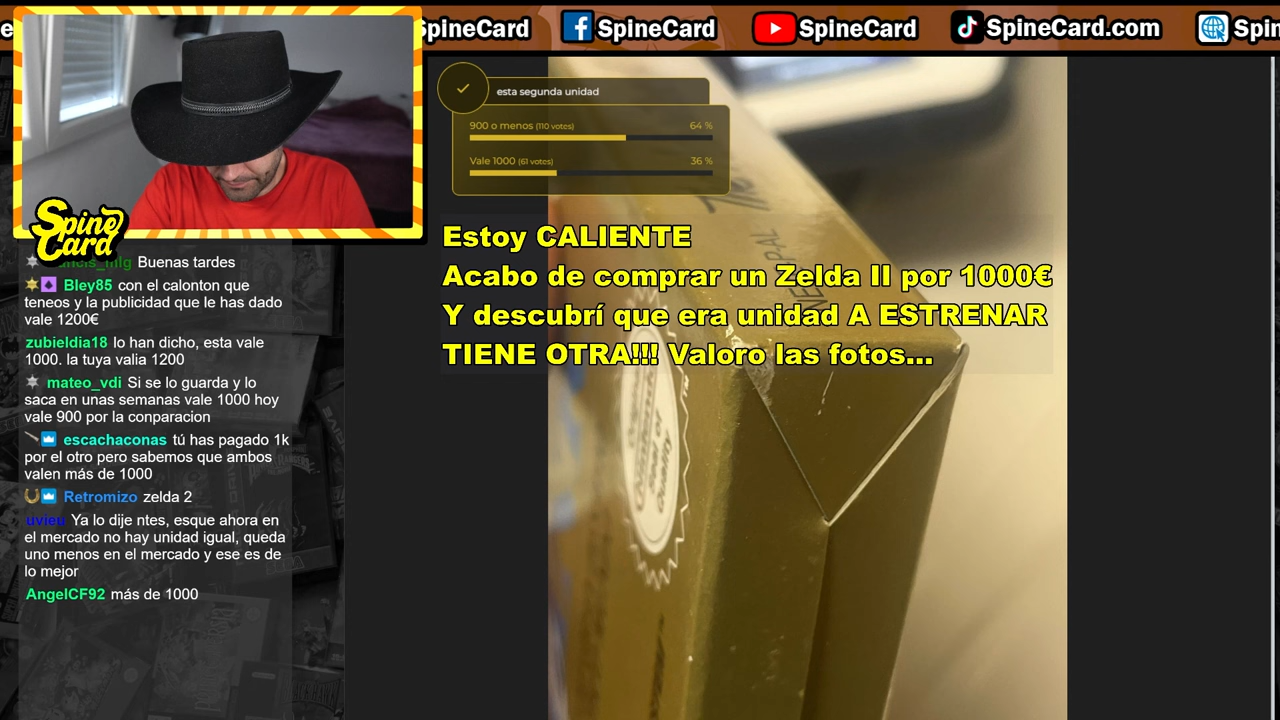 SpineCard
SpineCard
SpineCard
SpineCard.com
esta segunda unidad
900 o menos (110 votes) 64 %
Vale 1000 (61 votes) 36 %
Estoy CALIENTE
Acabo de comprar un Zelda II por 1000€
Y descubrí que era unidad A ESTRENAR
TIENE OTRA!!! Valoro las fotos...
Spine
Card
Buenas tardes
Bley85 con el calonton que
teneos y la publicidad que le has dado
vale 1200€
zubieldia18 lo han dicho, esta vale
1000. la tuya valia 1200
mateo_vdi Si se lo guarda y lo
saca en unas semanas vale 1000 hoy
vale 900 por la conparacion
escachaconas tú has pagado 1k
por el otro pero sabemos que ambos
valen más de 1000
Retromizo zelda 2
uvieu Ya lo dije ntes, esque ahora en
el mercado no hay unidad igual, queda
uno menos en el mercado y ese es de
lo mejor
AngelCF92 más de 1000